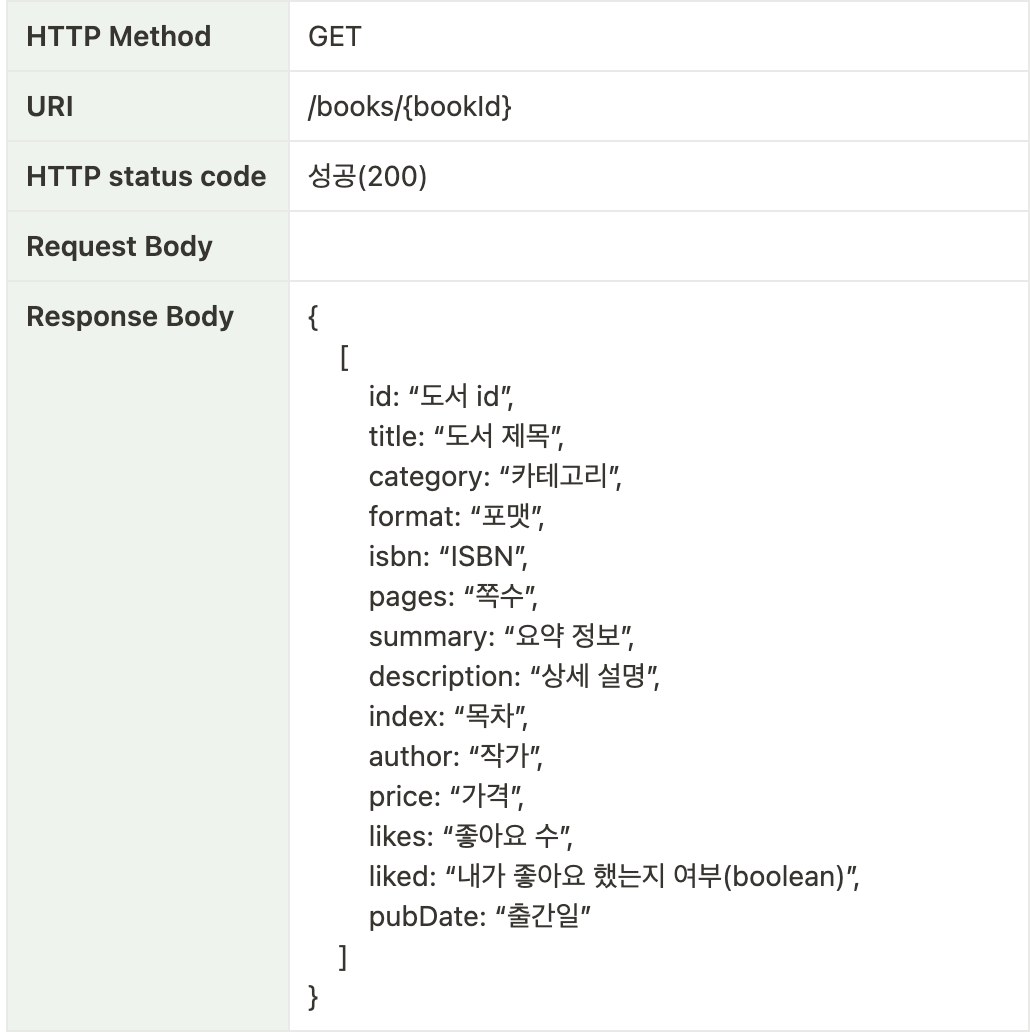 HTTP Method GET
URI /books/{bookId}
HTTP status code 성공(200)
Request Body
Response Body {
[
id: “도서 id”,
title: “도서 제목”,
category: “카테고리”,
format: “포맷”,
isbn: “ISBN”,
pages: “쪽수”,
summary: “요약 정보”,
description: “상세 설명”,
index: “목차”,
author: “작가”,
price: “가격”,
likes: “좋아요 수”,
liked: “내가 좋아요 했는지 여부(boolean)”,
pubDate: “출간일”
]
}